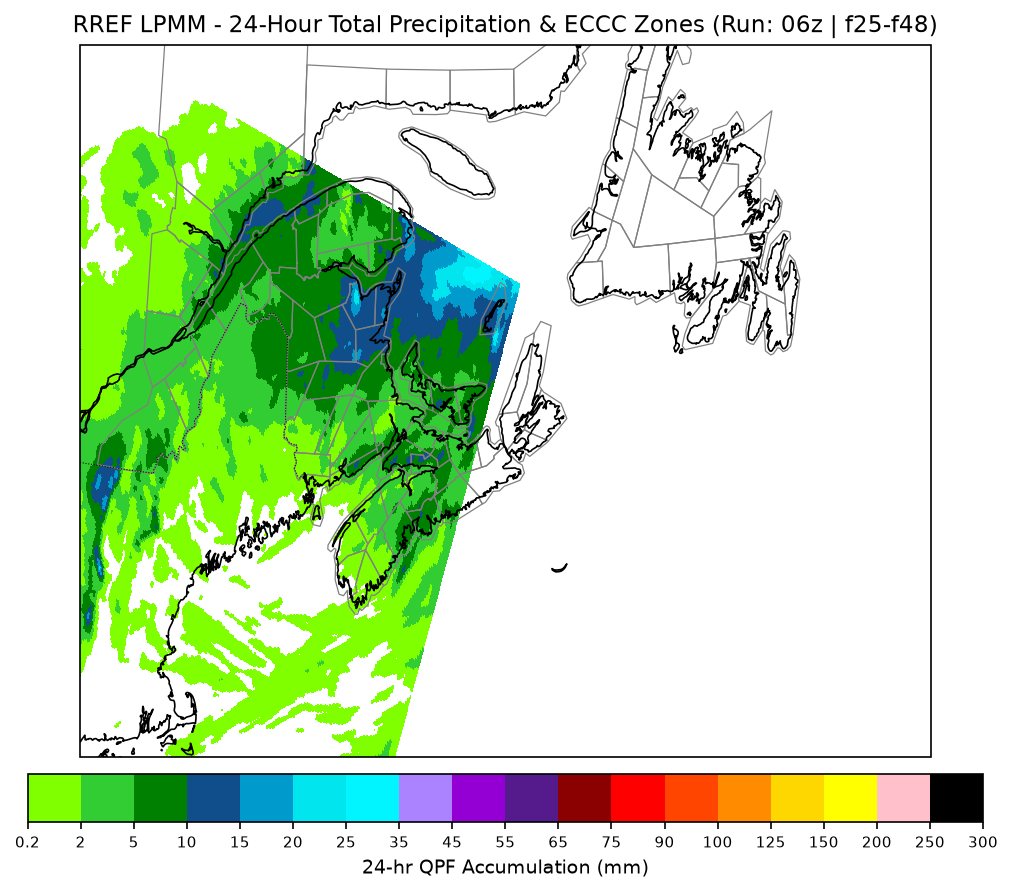 RREF LPMM - 24-Hour Total Precipitation & ECCC Zones (Run: 06z | f25-f48)
0.2 2 5 10 15 20 25 35 45 55 65 75 90 100 125 150 200 250 300
24-hr QPF Accumulation (mm)